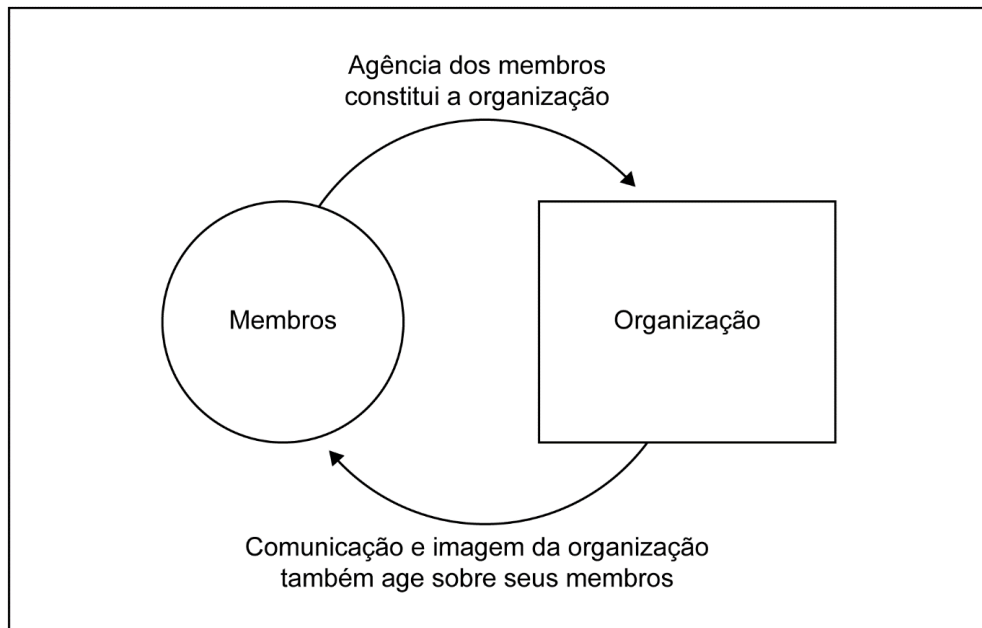 Agência dos membros
constitui a organização
Membros
Organização
Comunicação e imagem da organização
também age sobre seus membros